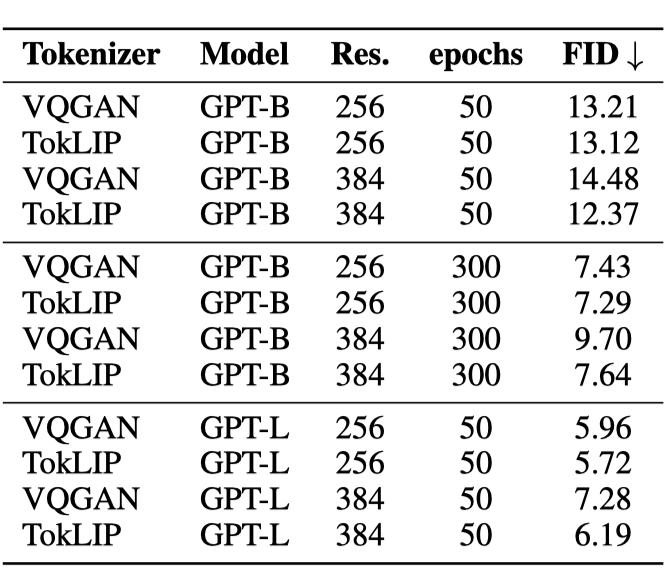 Tokenizer Model Res. epochs FID ↓
VQGAN GPT-B 256 50 13.21
TokLIP GPT-B 256 50 13.12
VQGAN GPT-B 384 50 14.48
TokLIP GPT-B 384 50 12.37
VQGAN GPT-B 256 300 7.43
TokLIP GPT-B 256 300 7.29
VQGAN GPT-B 384 300 9.70
TokLIP GPT-B 384 300 7.64
VQGAN GPT-L 256 50 5.96
TokLIP GPT-L 256 50 5.72
VQGAN GPT-L 384 50 7.28
TokLIP GPT-L 384 50 6.19